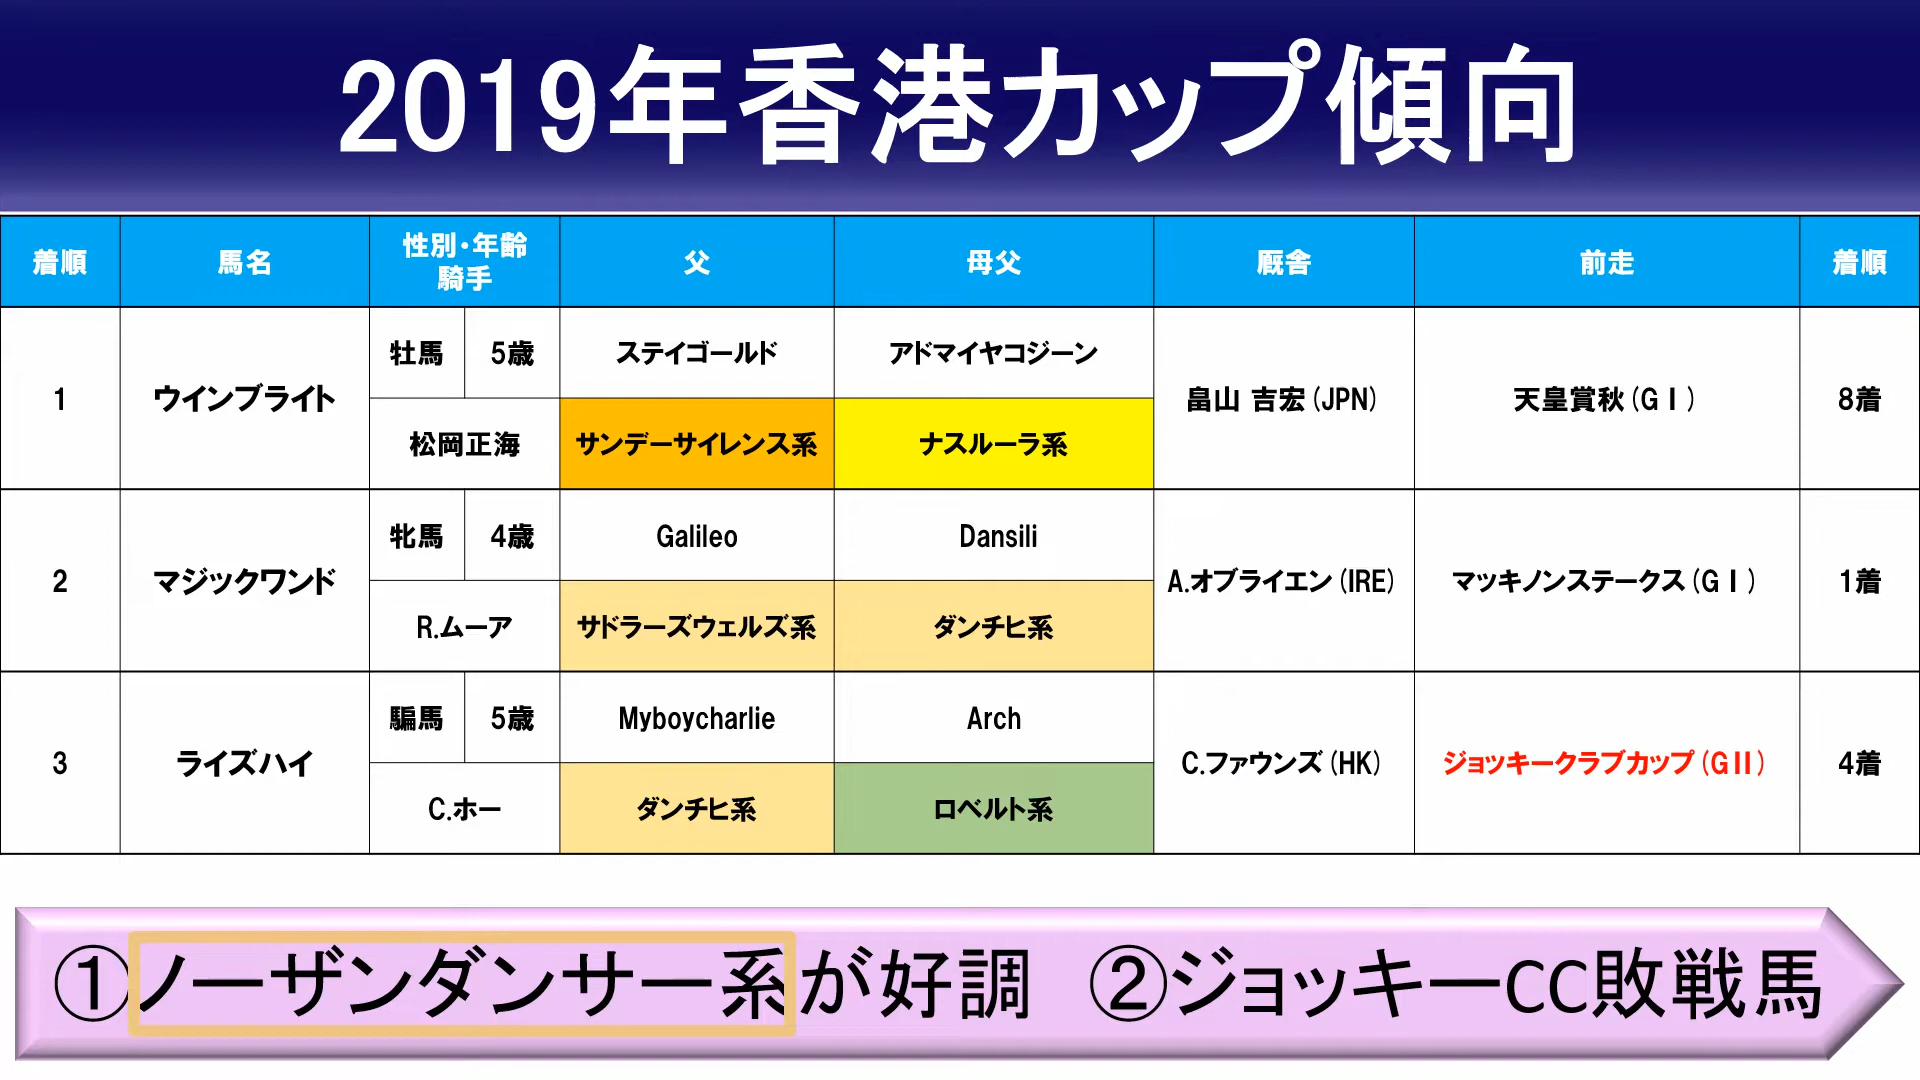 2019年香港カップ傾向
着順 馬名 性別・年齢 騎手 父 母父 厩舎 前走 着順
1 ウインブライト 牡馬 5歳 ステイゴールド アドマイヤコジーン 畠山 吉宏(JPN) 天皇賞秋(GⅠ) 8着
松岡正海 サンデーサイレンス系 ナスルーラ系
2 マジックワンド 牝馬 4歳 Galileo Dansili A.オブライエン(IRE) マッキノンステークス(GⅠ) 1着
R.ムーア サドラーズウェルズ系 ダンチヒ系
3 ライズハイ 騙馬 5歳 Myboycharlie Arch C.ファウンズ(HK) ジョッキークラブカップ(GⅡ) 4着
C.ホー ダンチヒ系 ロベルト系
①ノーザンダンサー系が好調 ②ジョッキーCC敗戦馬